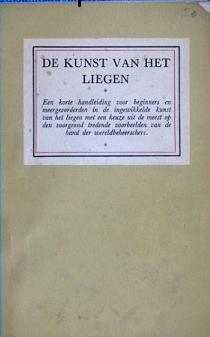 DE KUNST VAN HET
LIEGEN
Een korte handleiding voor beginners en
meergevorderden in de ingewikkelde kunst
van het liegen met een keuze uit de meest op
den voorgrond tredende voorbeelden van de
hand der wereldbeheerschers.